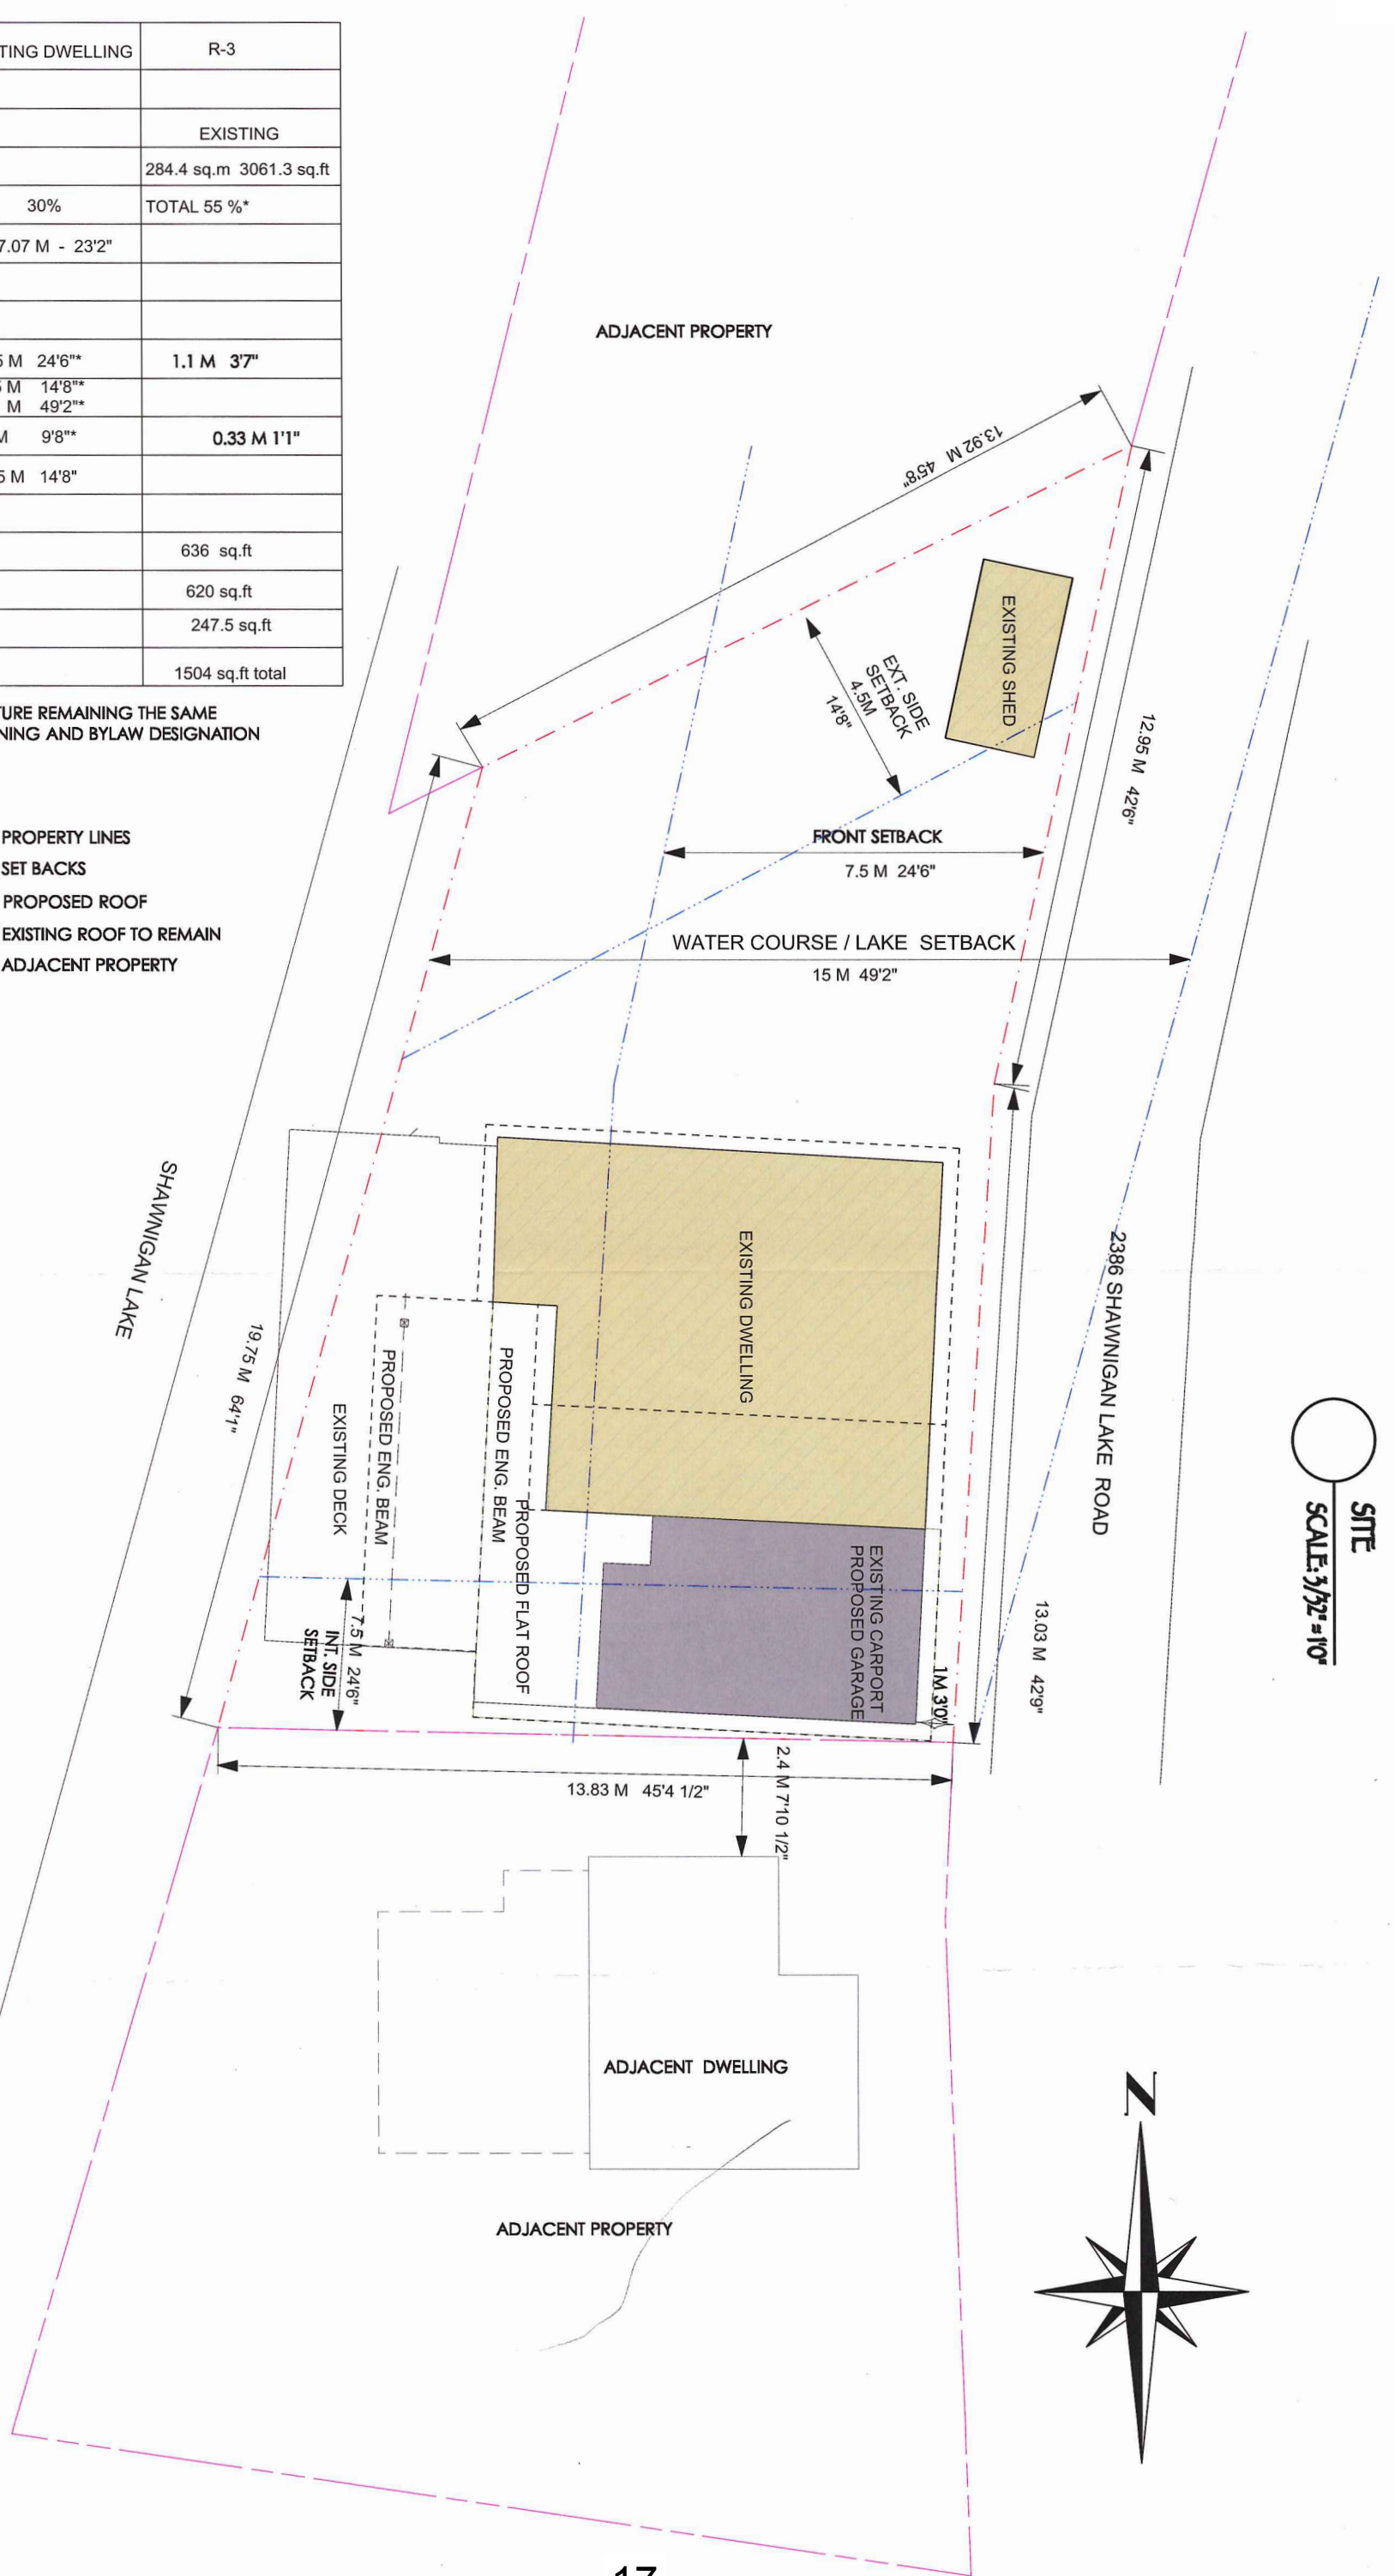 TING DWELLING R-3
EXISTING
284.4 sq.m 3061.3 sq.ft
30% TOTAL 55 %*
7.07 M - 23'2"
M 24'6"* 1.1 M 3'7"
M 14'8"*
M 49'2"*
9'8"* 0.33 M 1'1"
M 14'8"
636 sq.ft
620 sq.ft
247.5 sq.ft
1504 sq.ft total
TURE REMAINING THE SAME
NING AND BYLAW DESIGNATION
PROPERTY LINES
SET BACKS
PROPOSED ROOF
EXISTING ROOF TO REMAIN
ADJACENT PROPERTY
ADJACENT PROPERTY
13.92 M 45'8"
EXISTING SHED
EXT. SIDE
SETBACK
4.5M
14'8"
12.95 M 42'6"
FRONT SETBACK
7.5 M 24'6"
WATER COURSE / LAKE SETBACK
15 M 49'2"
SHAWNIGAN LAKE
19.75 M 64'1"
EXISTING DWELLING
2386 SHAWNIGAN LAKE ROAD
SITE
SCALE: 3/32" = 1'0"
EXISTING DECK
PROPOSED ENG. BEAM
PROPOSED ENG. BEAM
PROPOSED FLAT ROOF
EXISTING CARPORT
PROPOSED GARAGE
1M 3'0"
13.03 M 42'9"
7.5 M 24'6"
INT. SIDE
SETBACK
13.83 M 45'4 1/2"
2.4 M 7'10 1/2"
ADJACENT DWELLING
ADJACENT PROPERTY
N
17